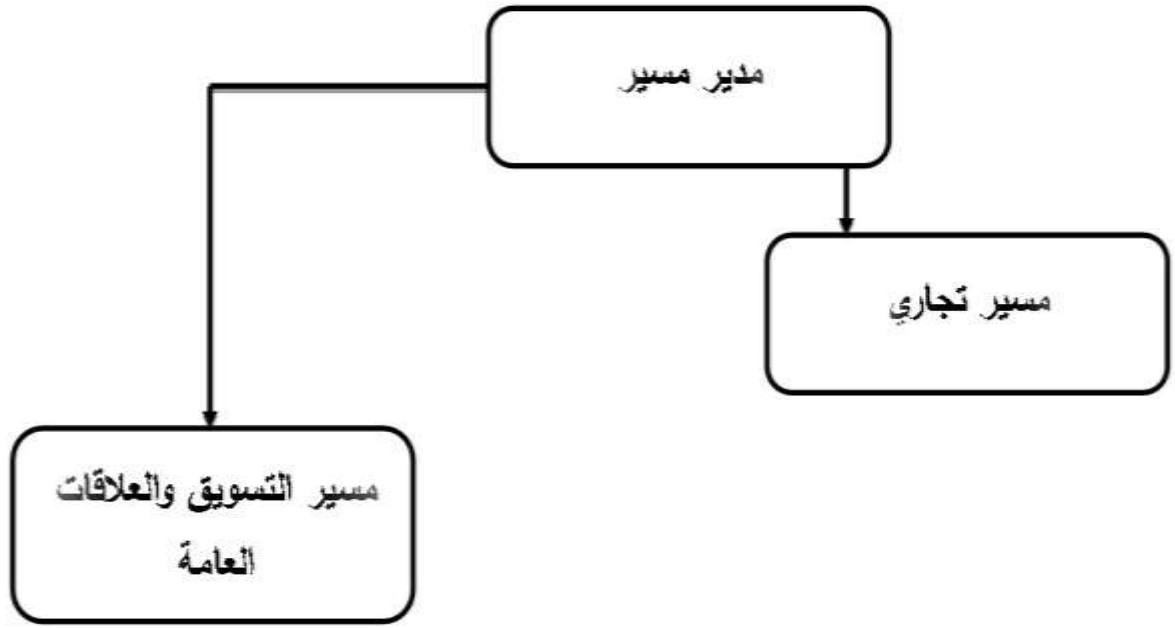 مدير مسير
مسير تجاري
مسير التسويق والعلاقات
العامة